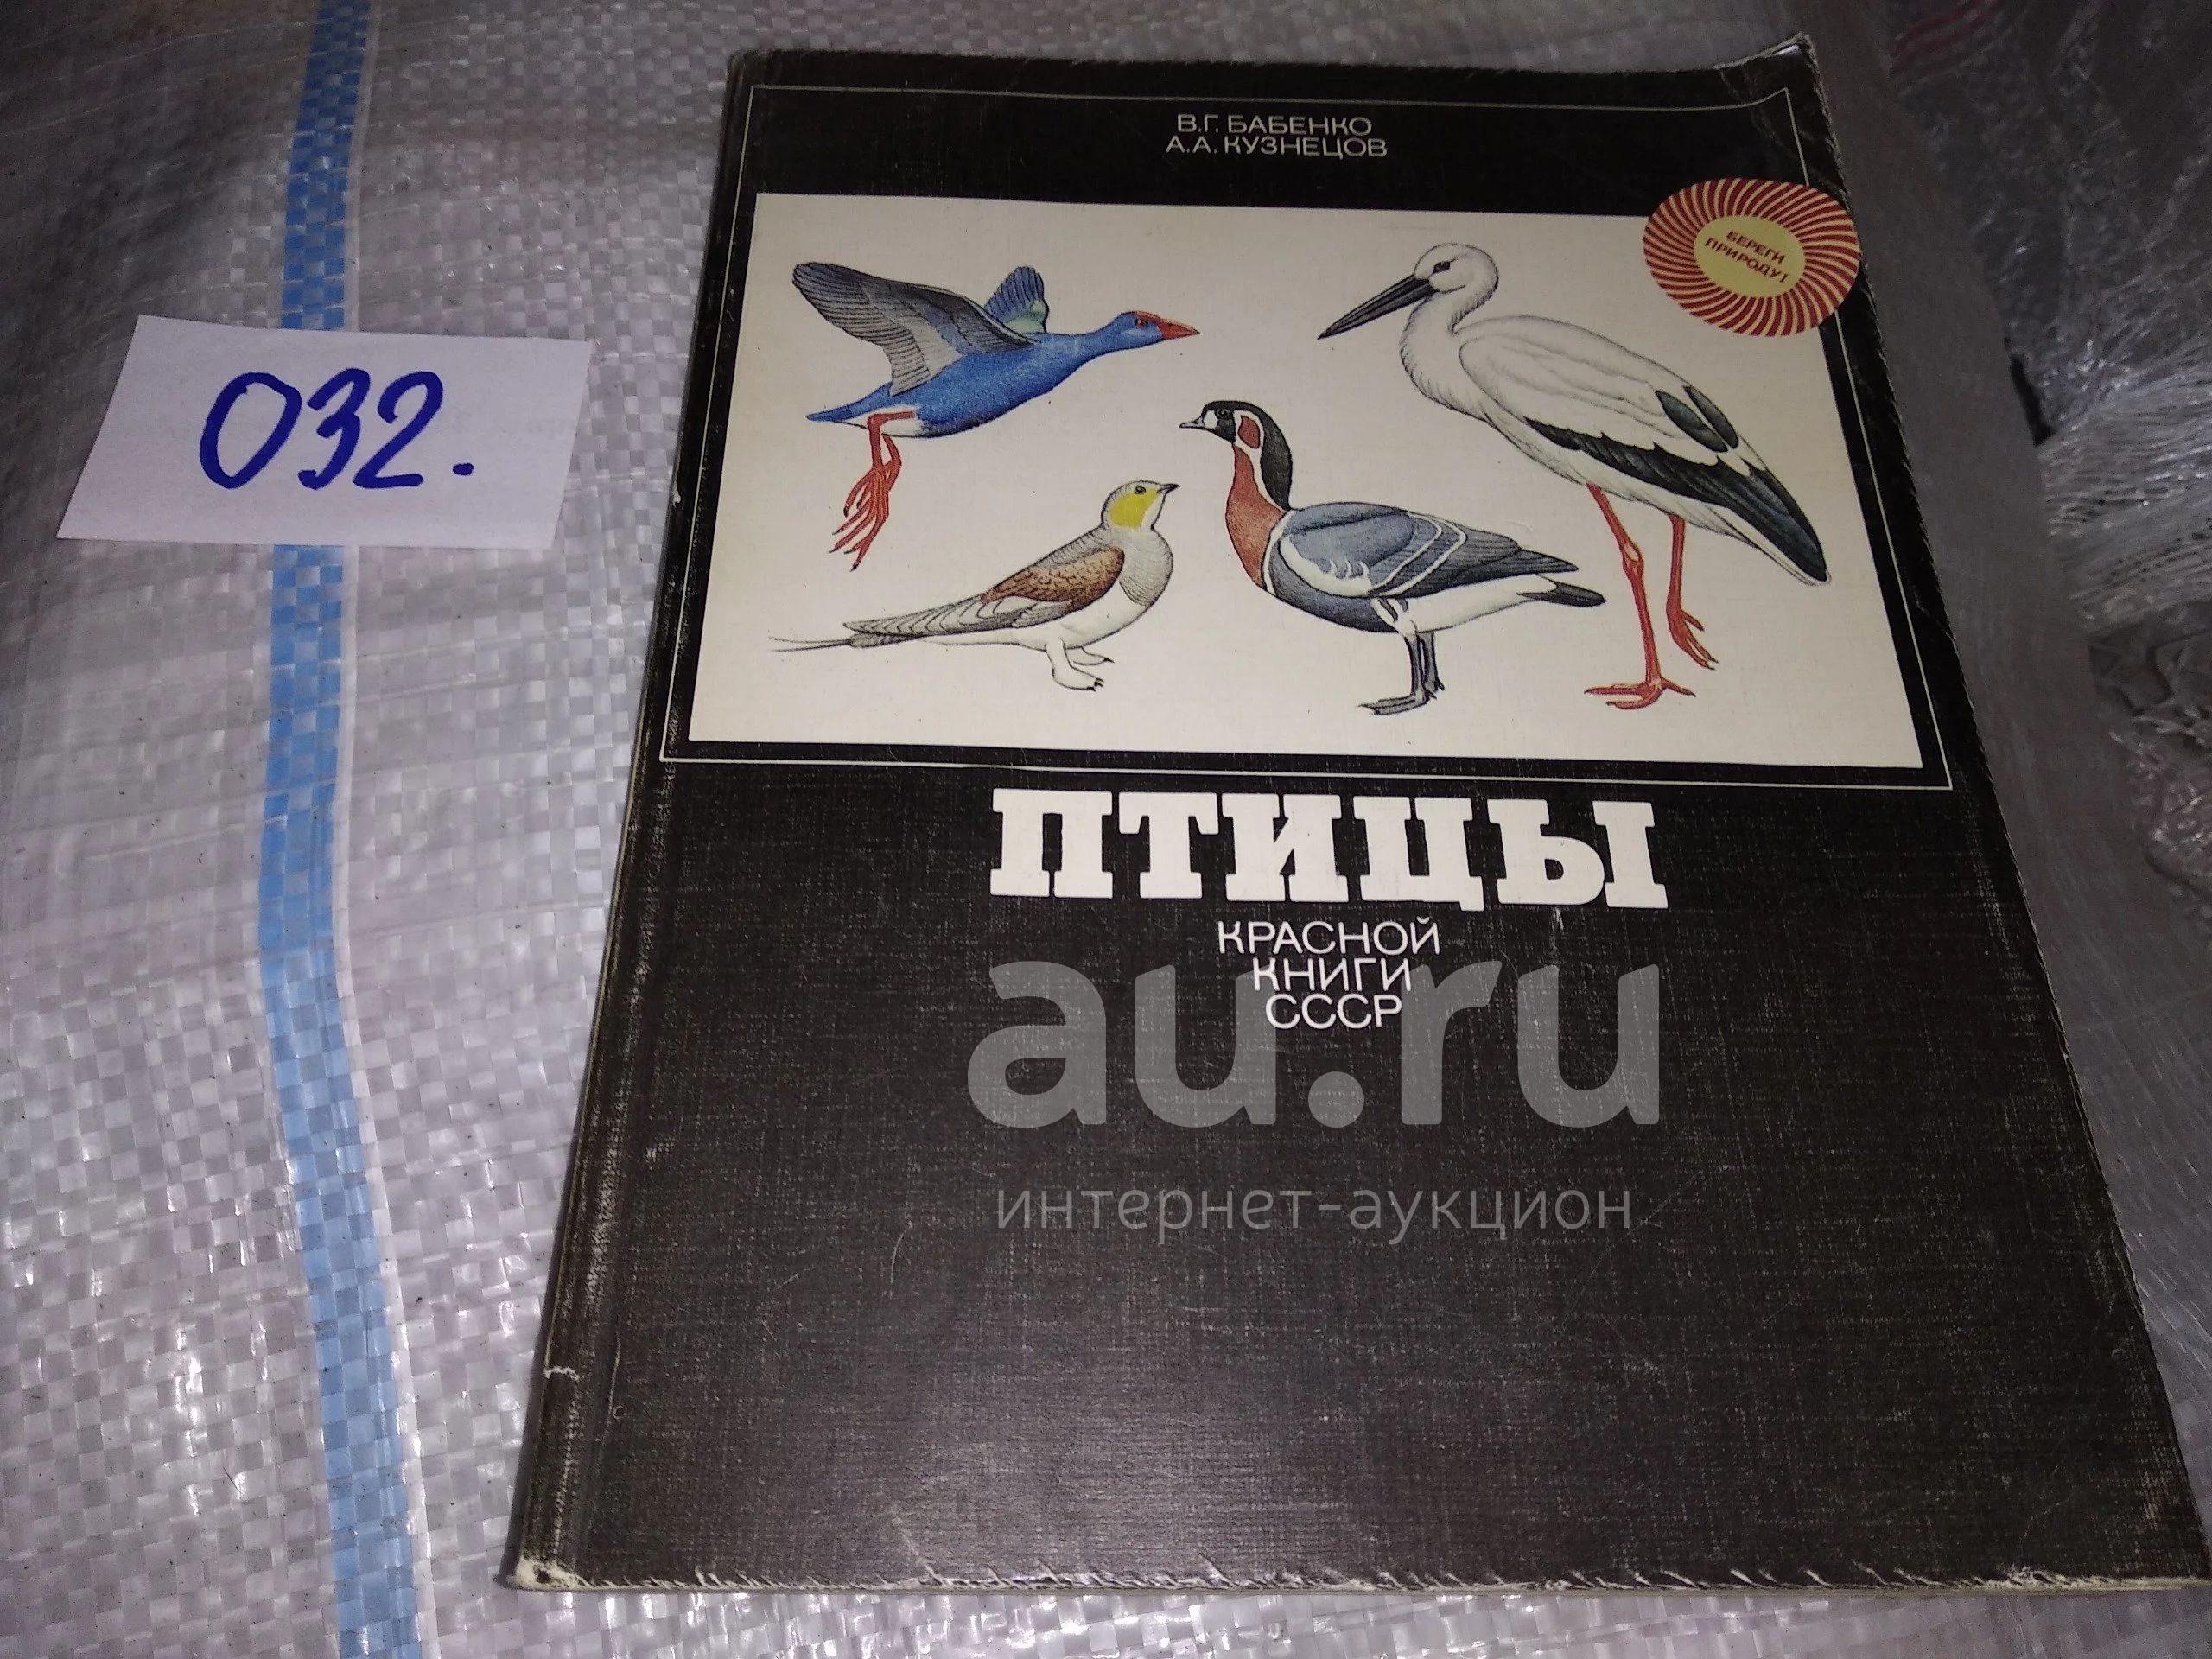 В.Г. БАБЕНКО
А.А. КУЗНЕЦОВ
БЕРЕГИ
ПРИРОДУ!
032.
ПТИЦЫ
КРАСНОЙ
КНИГИ
СССР
au.ru
интернет-аукцион